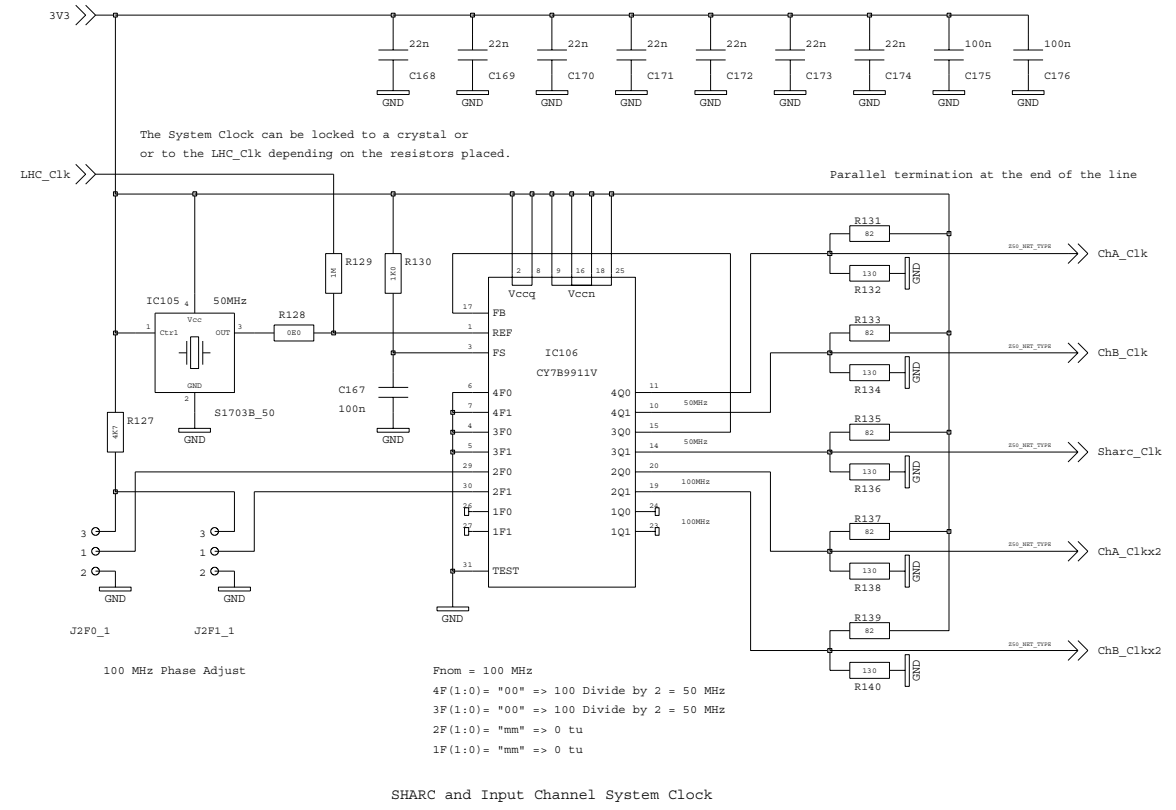 3V3
22n 22n 22n 22n 22n 22n 22n 100n 100n
C168 C169 C170 C171 C172 C173 C174 C175 C176
GND GND GND GND GND GND GND GND GND
The System Clock can be locked to a crystal or
or to the LHC_Clk depending on the resistors placed.
LHC_Clk
Parallel termination at the end of the line
R131
82
Z50_NET_TYPE
ChA_Clk
130
GND
R132
R129
1M
R130
1K0
2 8 9 16 18 25
Vccq Vccn
IC105 4 50MHz
Vcc
1 Ctrl OUT 3
GND
2
S1703B_50
GND
R128
0E0
17 FB
1 REF
3 FS
IC106
CY7B9911V
C167
100n
GND
R133
82
Z50_NET_TYPE
ChB_Clk
130
GND
R134
6 4F0
7 4F1
4 3F0
5 3F1
29 2F0
30 2F1
26 1F0
27 1F1
31 TEST
GND
4Q0 11
4Q1 10 50MHz
3Q0 15
3Q1 14 50MHz
2Q0 20
2Q1 19 100MHz
1Q0 24
1Q1 23 100MHz
R127
4K7
R135
82
Z50_NET_TYPE
Sharc_Clk
130
GND
R136
R137
82
Z50_NET_TYPE
ChA_Clkx2
130
GND
R138
R139
82
Z50_NET_TYPE
ChB_Clkx2
130
GND
R140
3 3
1 1
2 2
GND GND
J2F0_1 J2F1_1
100 MHz Phase Adjust
Fnom = 100 MHz
4F(1:0)= "00" => 100 Divide by 2 = 50 MHz
3F(1:0)= "00" => 100 Divide by 2 = 50 MHz
2F(1:0)= "mm" => 0 tu
1F(1:0)= "mm" => 0 tu
SHARC and Input Channel System Clock